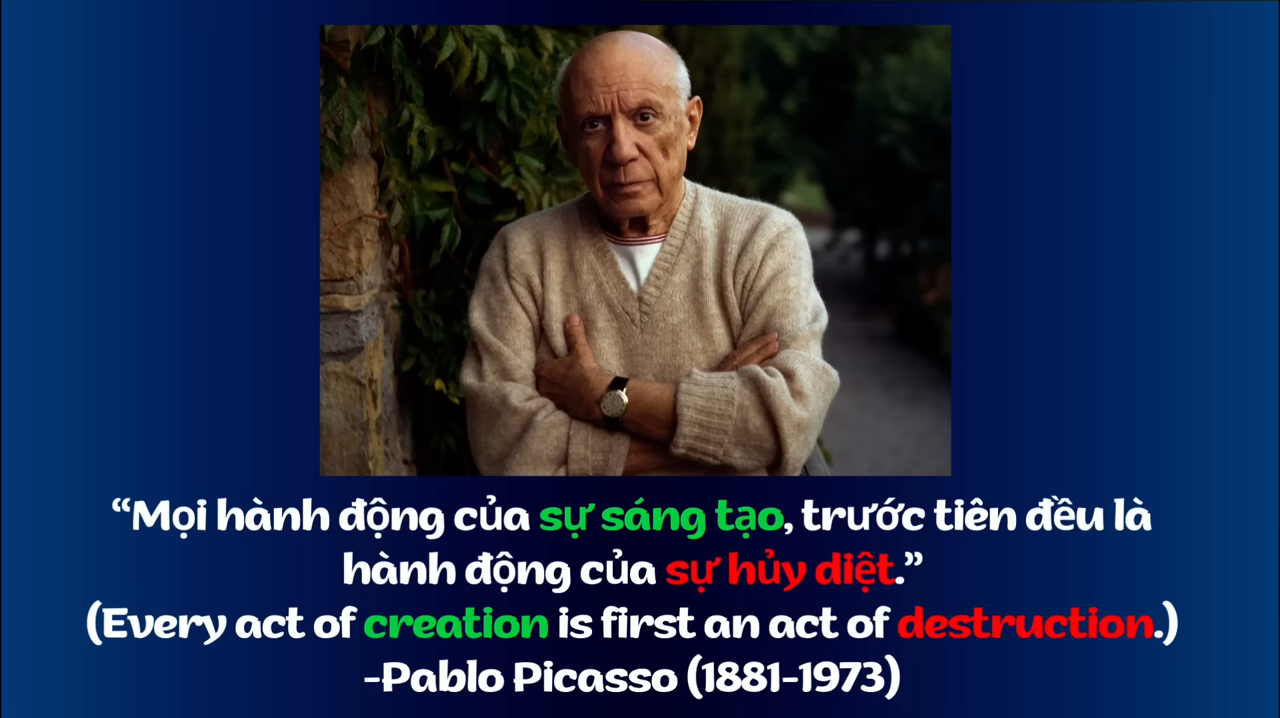 “Mọi hành động của sự sáng tạo, trước tiên đều là
hành động của sự hủy diệt.”
(Every act of creation is first an act of destruction.)
-Pablo Picasso (1881-1973)